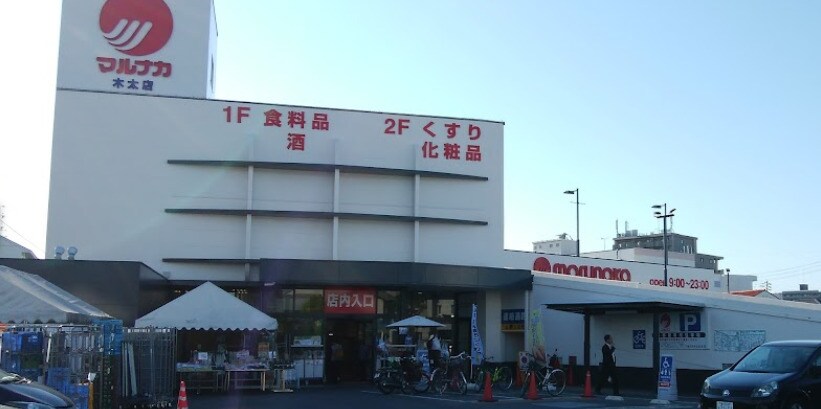 マルナカ
木太店
1F 食料品
酒
2F くすり
化粧品
marunaka
open 9:00~23:00
店内入口
P